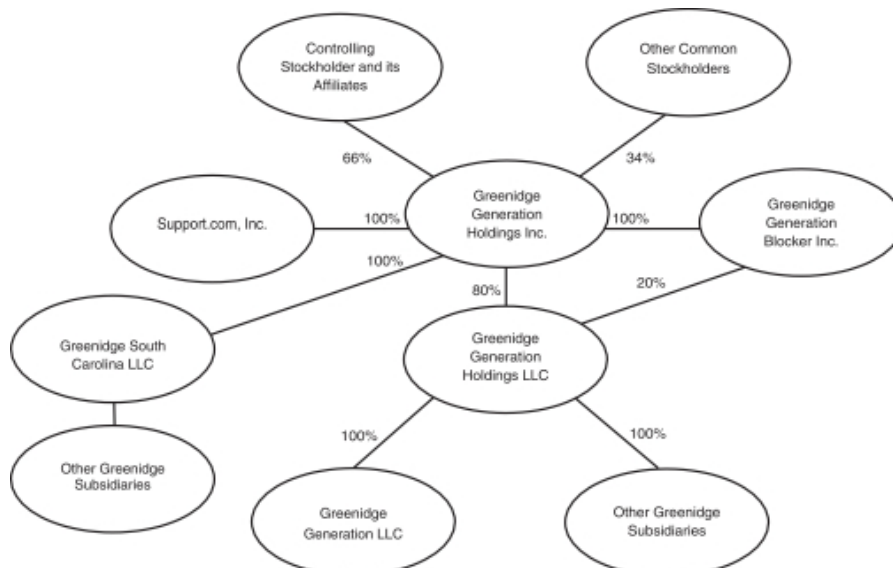 Controlling
Stockholder and its
Affiliates
Other Common
Stockholders
66%
34%
Support.com, Inc.
100%
Greenidge
Generation
Holdings Inc.
100%
Greenidge
Generation
Blocker Inc.
100%
80%
20%
Greenidge South
Carolina LLC
Greenidge
Generation
Holdings LLC
100%
100%
Other Greenidge
Subsidiaries
Greenidge
Generation LLC
Other Greenidge
Subsidiaries